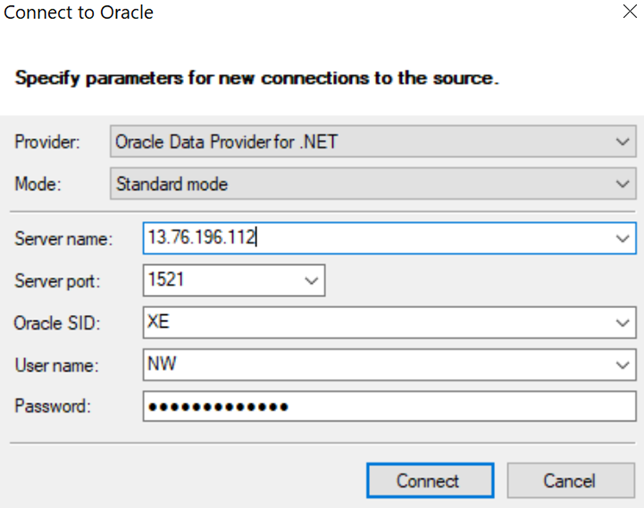 Connect to Oracle
Specify parameters for new connections to the source.
Provider: Oracle Data Provider for .NET
Mode: Standard mode
Server name: 13.76.196.112
Server port: 1521
Oracle SID: XE
User name: NW
Password: •••••••••••••
Connect Cancel